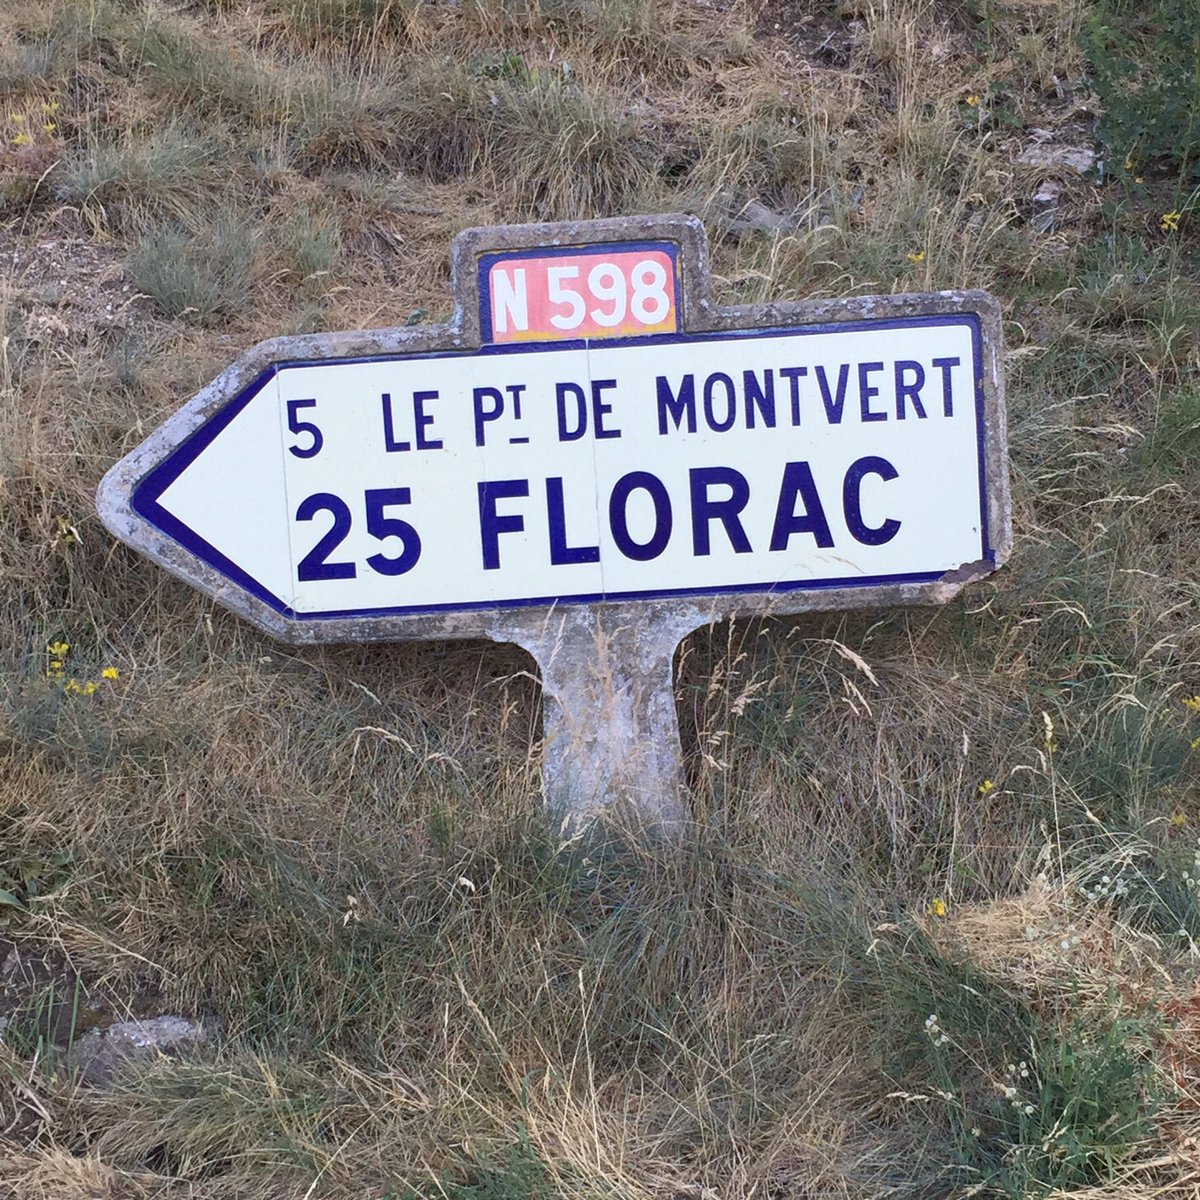 N 598
5 LE PT DE MONTVERT
25 FLORAC